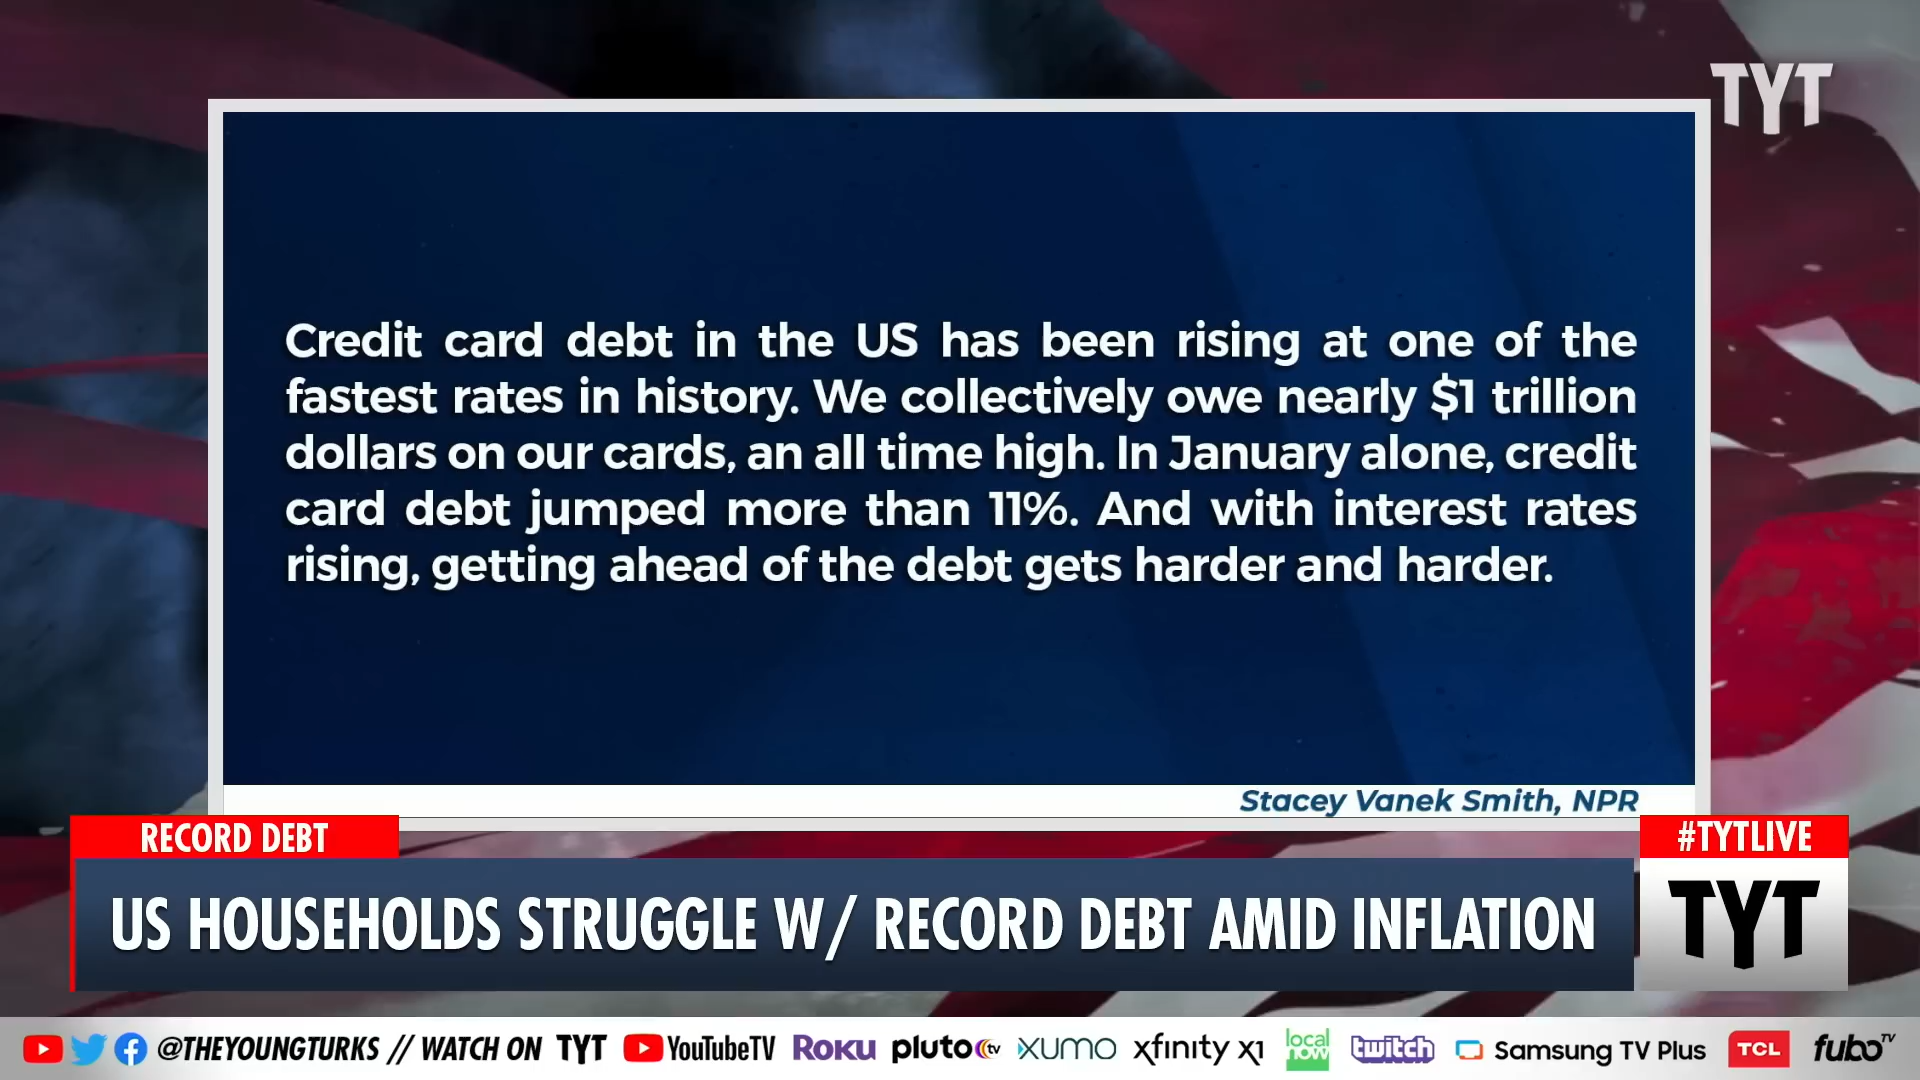 TYT
Credit card debt in the US has been rising at one of the
fastest rates in history. We collectively owe nearly $1 trillion
dollars on our cards, an all time high. In January alone, credit
card debt jumped more than 11%. And with interest rates
rising, getting ahead of the debt gets harder and harder.
Stacey Vanek Smith, NPR
RECORD DEBT
#TYTLIVE
US HOUSEHOLDS STRUGGLE W/ RECORD DEBT AMID INFLATION
TYT
@THEYOUNGTURKS // WATCH ON TYT YouTubeTV ROKU pluto tv XUMO xfinity X1 local now twitch Samsung TV Plus TCL fuboTV